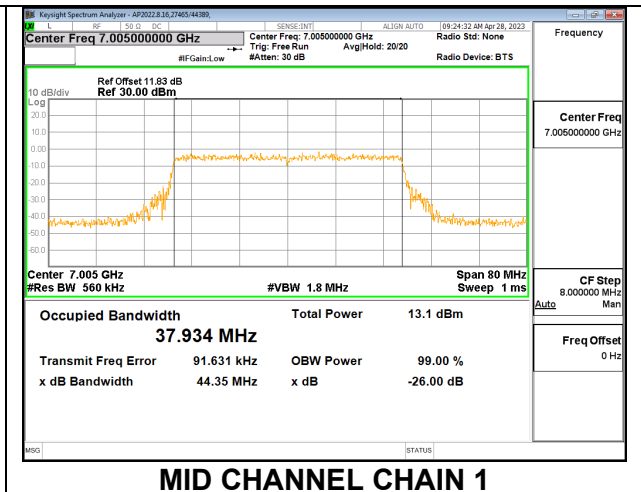 Keysight Spectrum Analyzer - AP2022.8.16,27465/44389,
L RF 50 Ω DC SENSE:INT ALIGN AUTO 09:24:32 AM Apr 28, 2023
Center Freq 7.005000000 GHz Center Freq: 7.005000000 GHz Radio Std: None Frequency
Trig: Free Run Avg|Hold: 20/20
#IFGain:Low #Atten: 30 dB Radio Device: BTS
Ref Offset 11.83 dB
10 dB/div Ref 30.00 dBm
Log
20.0
10.0
0.00
-10.0
-20.0
-30.0
-40.0
-50.0
-60.0
Center Freq
7.005000000 GHz
Center 7.005 GHz Span 80 MHz
#Res BW 560 kHz #VBW 1.8 MHz Sweep 1 ms
CF Step
8.000000 MHz
Auto Man
Occupied Bandwidth Total Power 13.1 dBm
37.934 MHz
Transmit Freq Error 91.631 kHz OBW Power 99.00 %
x dB Bandwidth 44.35 MHz x dB -26.00 dB
Freq Offset
0 Hz
MSG STATUS
MID CHANNEL CHAIN 1